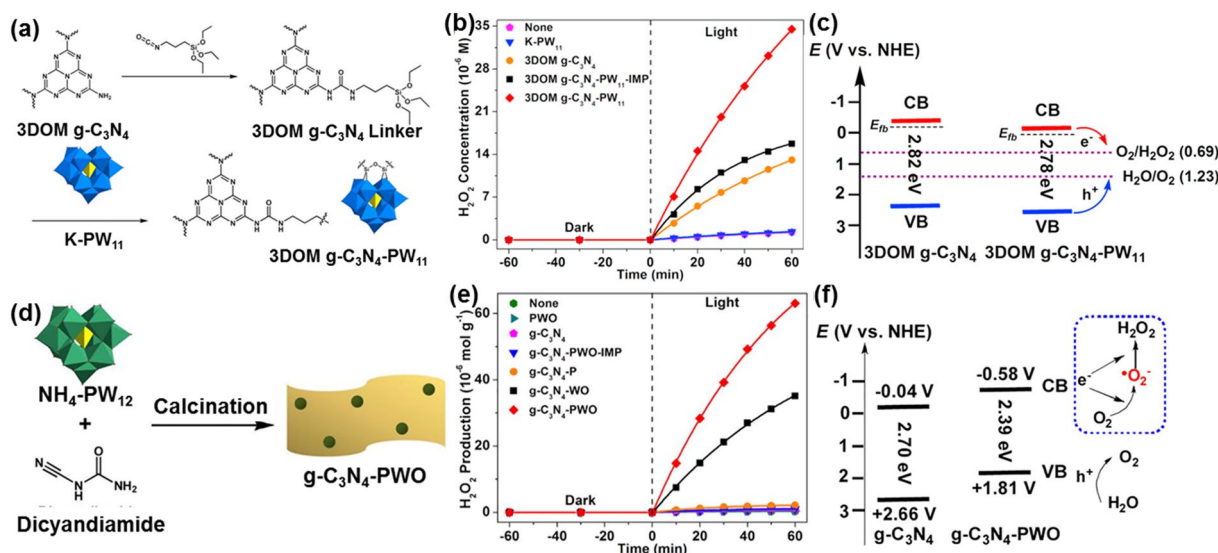 (a)
3DOM g-C₃N₄
3DOM g-C₃N₄ Linker
K-PW₁₁
3DOM g-C₃N₄-PW₁₁
(b)
None
K-PW₁₁
3DOM g-C₃N₄
3DOM g-C₃N₄-PW₁₁-IMP
3DOM g-C₃N₄-PW₁₁
Light
Dark
H₂O₂ Concentration (10⁻⁶ M)
35
28
21
14
7
0
-60 -40 -20 0 20 40 60
Time (min)
(c)
E (V vs. NHE)
-1
0
1
2
3
CB
CB
E_fb
E_fb
e⁻
2.82 eV
2.78 eV
O₂/H₂O₂ (0.69)
H₂O/O₂ (1.23)
h⁺
VB
VB
3DOM g-C₃N₄
3DOM g-C₃N₄-PW₁₁
(d)
NH₄-PW₁₂
+
N
N
H
O
NH₂
Dicyandiamide
Calcination
g-C₃N₄-PWO
(e)
None
PWO
g-C₃N₄
g-C₃N₄-PWO-IMP
g-C₃N₄-P
g-C₃N₄-WO
g-C₃N₄-PWO
Light
Dark
H₂O₂ Production (10⁻⁶ mol g⁻¹)
60
40
20
0
-60 -40 -20 0 20 40 60
Time (min)
(f)
E (V vs. NHE)
-1
0
1
2
3
-0.04 V
2.70 eV
+2.66 V
g-C₃N₄
-0.58 V
CB
2.39 eV
VB
+1.81 V
g-C₃N₄-PWO
H₂O₂
•O₂⁻
e⁻
O₂
O₂
h⁺
H₂O